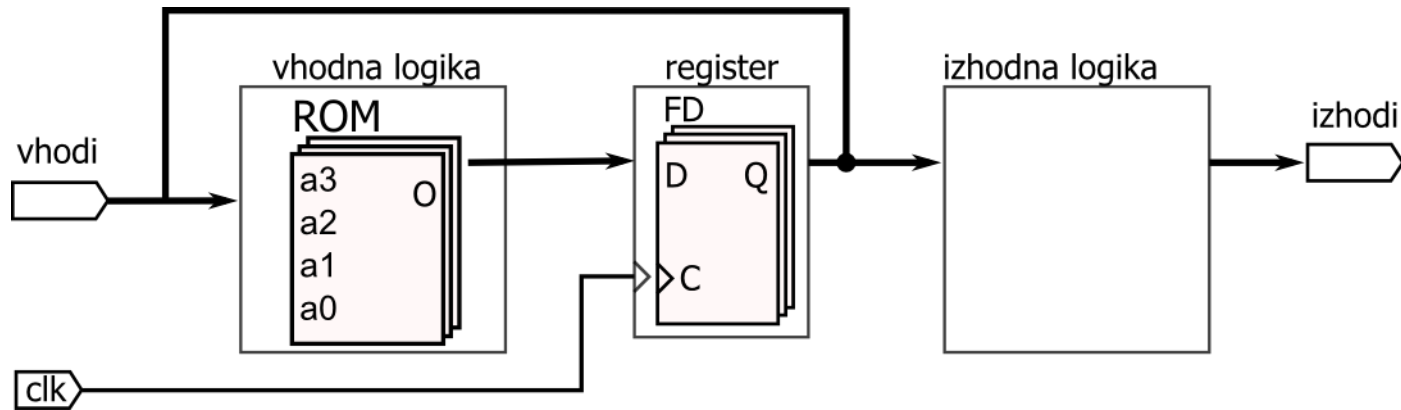 vhodna logika
register
izhodna logika
vhodi
ROM
FD
izhodi
a3
O
a2
a1
a0
D
Q
C
clk